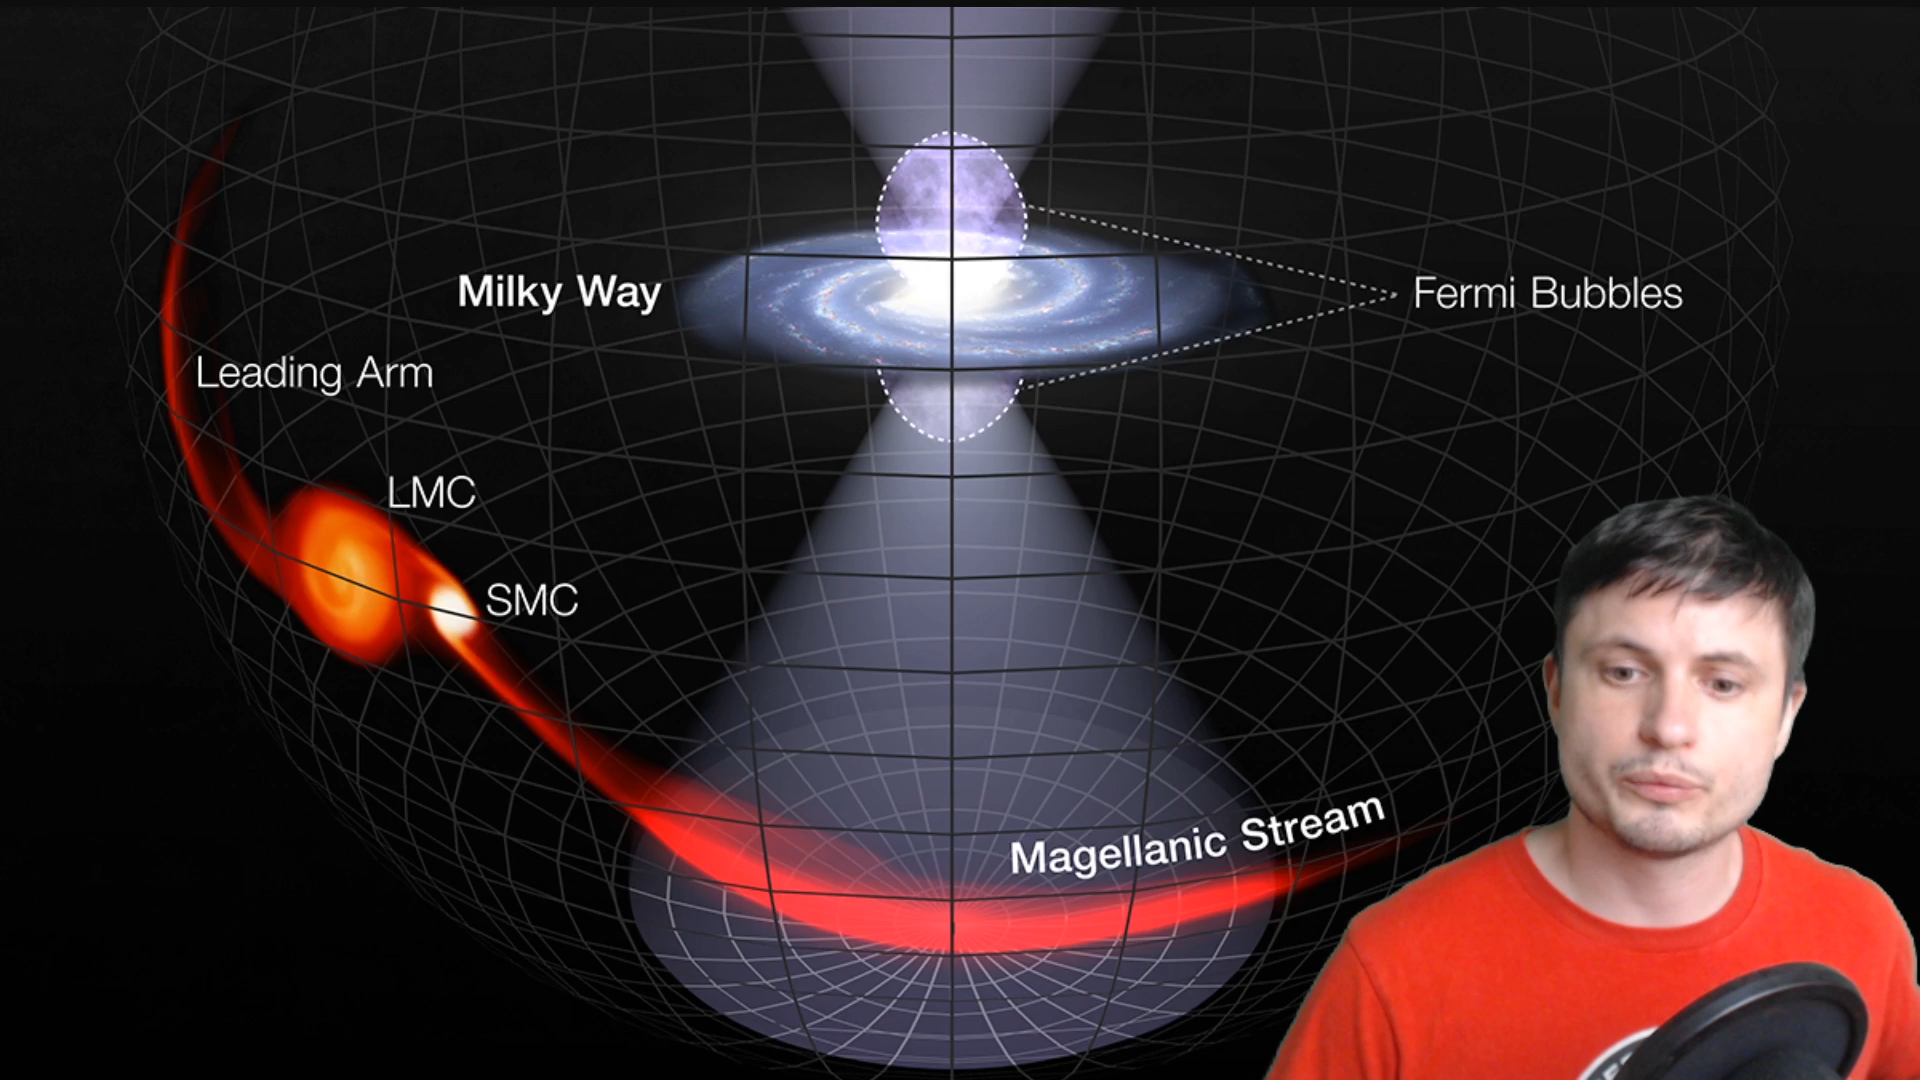 Milky Way
Fermi Bubbles
Leading Arm
LMC
SMC
Magellanic Stream